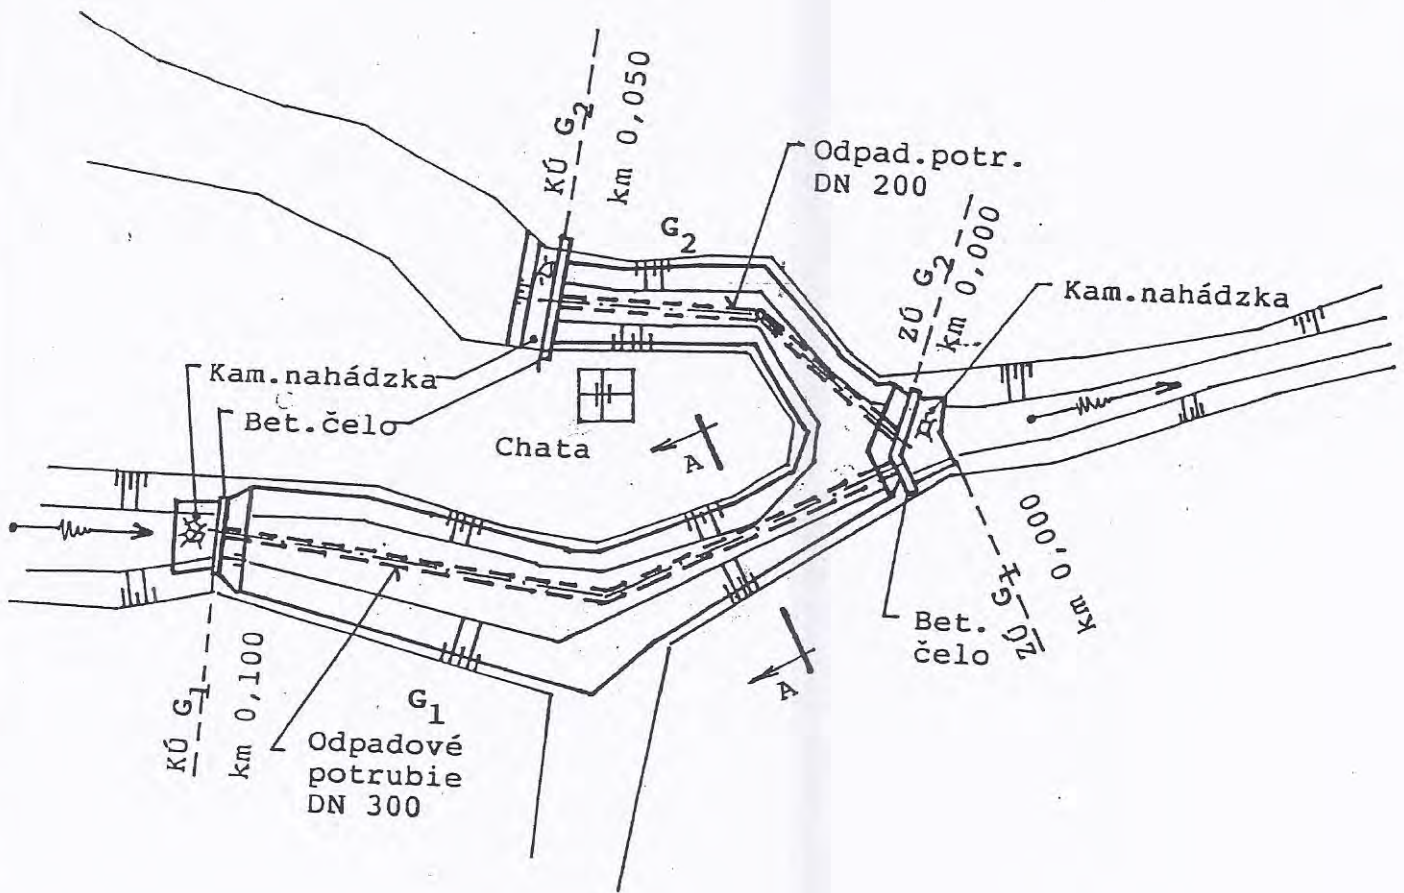 KÚ G2
km 0,050
Odpad.potr.
DN 200
G2
ZÚ G2
km 0,000
Kam.nahádzka
Kam.nahádzka
Bet.čelo
Chata
A
KÚ G1
km 0,100
G1
Odpadové
potrubie
DN 300
A
Bet.
čelo
ZÚ G1
km 0,000